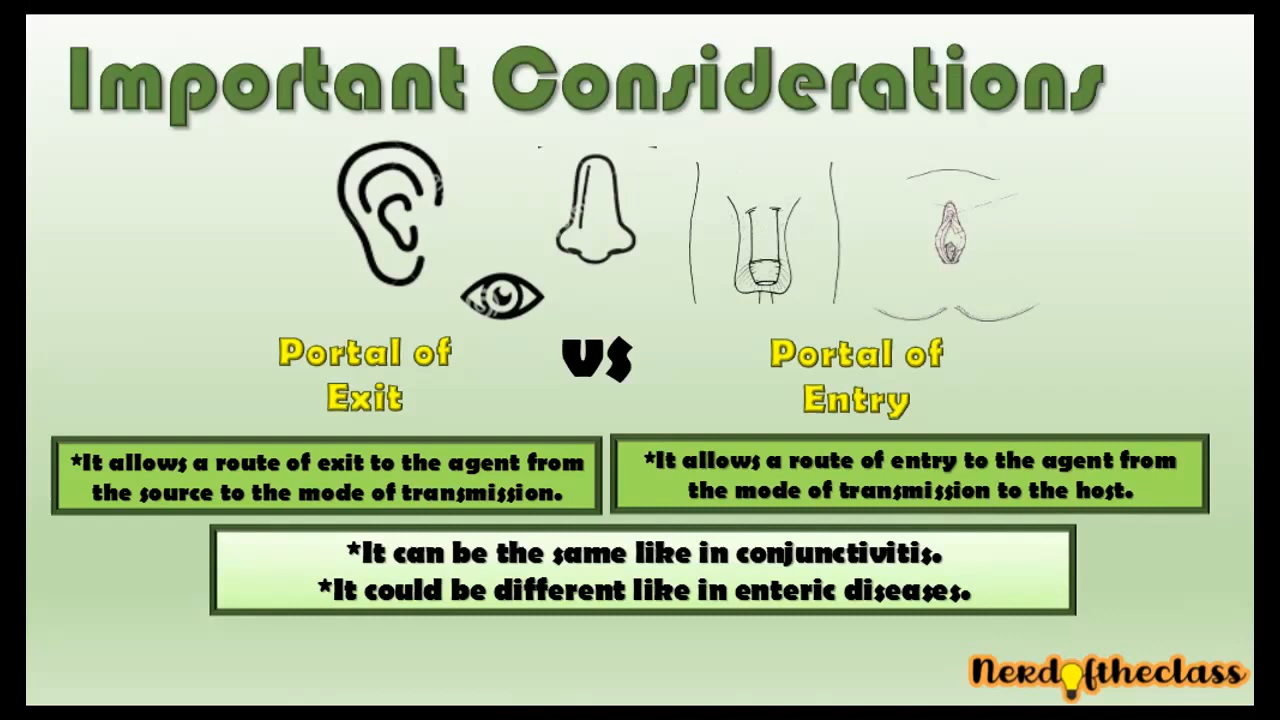 Important Considerations
Portal of
Exit
VS
Portal of
Entry
*It allows a route of exit to the agent from
the source to the mode of transmission.
*It allows a route of entry to the agent from
the mode of transmission to the host.
*It can be the same like in conjunctivitis.
*It could be different like in enteric diseases.
Nerdoftheclass